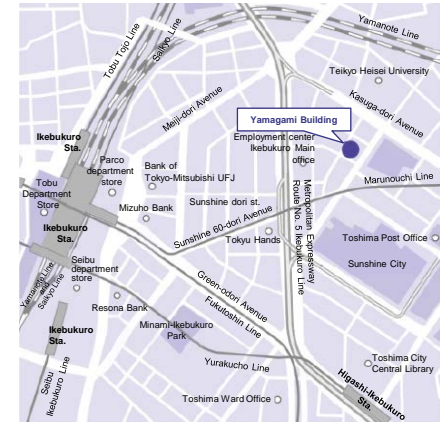 Yamanote Line
Tobu Tojo Line
Saikyo Line
Teikyo Heisei University
Kasuga-dori Avenue
Meiji-dori Avenue
Yamagami Building
Employment center
Ikebukuro Main
office
Ikebukuro
Sta.
Parco
department
store
Bank of
Tokyo-Mitsubishi UFJ
Marunouchi Line
Tobu
Department
Store
Mizuho Bank
Sunshine dori st.
Sunshine 60-dori Avenue
Metropolitan Expressway
Route No. 5 Ikebukuro Line
Ikebukuro
Sta.
Tokyu Hands
Toshima Post Office
Sunshine City
Seibu
department
store
Yamanote Line
and
Saikyo Line
Green-odori Avenue
Fukutoshin Line
Resona Bank
Minami-Ikebukuro
Park
Ikebukuro
Sta.
Yurakucho Line
Toshima City
Central Library
Seibu
Ikebukuro Line
Toshima Ward Office
Higashi-Ikebukuro
Sta.